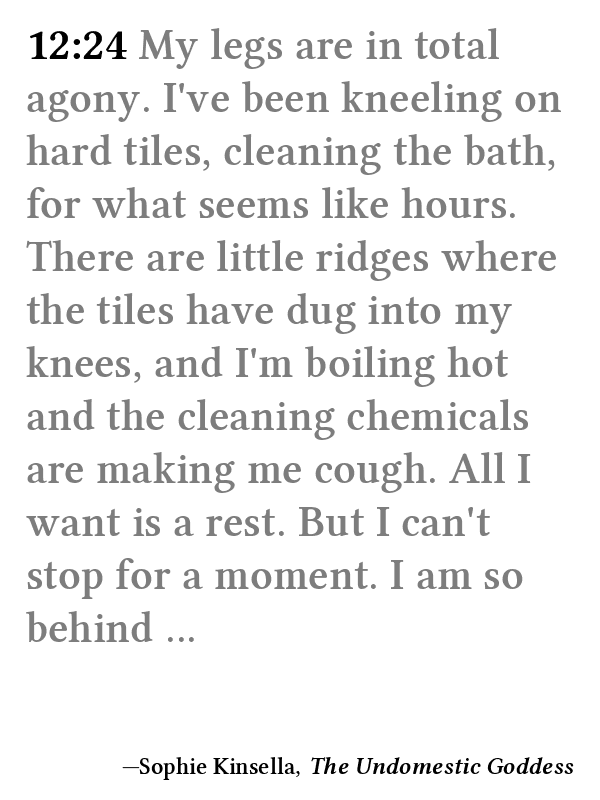 12:24 My legs are in total
agony. I've been kneeling on
hard tiles, cleaning the bath,
for what seems like hours.
There are little ridges where
the tiles have dug into my
knees, and I'm boiling hot
and the cleaning chemicals
are making me cough. All I
want is a rest. But I can't
stop for a moment. I am so
behind ...
—Sophie Kinsella, The Undomestic Goddess